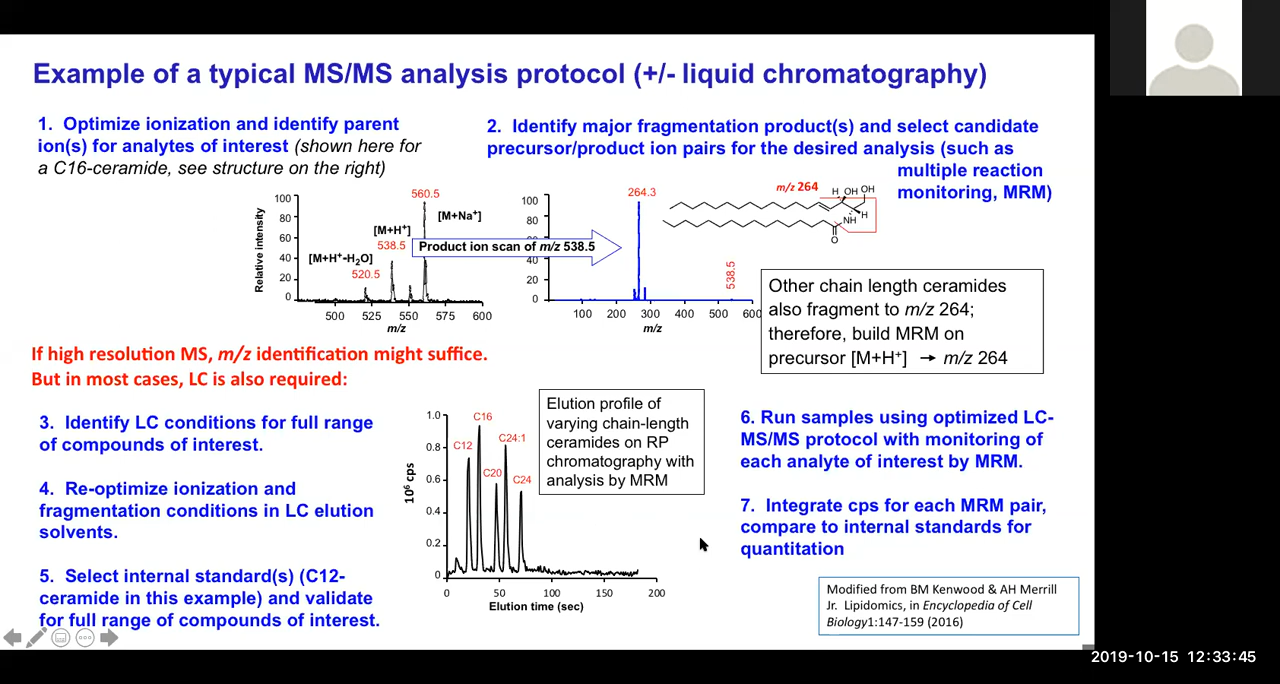 Example of a typical MS/MS analysis protocol (+/- liquid chromatography)
1. Optimize ionization and identify parent
ion(s) for analytes of interest (shown here for
a C16-ceramide, see structure on the right)
2. Identify major fragmentation product(s) and select candidate
precursor/product ion pairs for the desired analysis (such as
multiple reaction
monitoring, MRM)
Relative intensity
100
80
60
40
20
0
560.5
[M+Na⁺]
[M+H⁺]
538.5
[M+H⁺-H₂O]
520.5
500 525 550 575 600
m/z
Product ion scan of m/z 538.5
100
80
40
20
0
264.3
538.5
100 200 300 400 500 600
m/z
m/z 264
H OH OH
H
NH
O
Other chain length ceramides
also fragment to m/z 264;
therefore, build MRM on
precursor [M+H⁺] → m/z 264
If high resolution MS, m/z identification might suffice.
But in most cases, LC is also required:
3. Identify LC conditions for full range
of compounds of interest.
4. Re-optimize ionization and
fragmentation conditions in LC elution
solvents.
5. Select internal standard(s) (C12-
ceramide in this example) and validate
for full range of compounds of interest.
10⁶ cps
1.0
0.8
0.6
0.4
0.2
0
C12
C16
C20
C24:1
C24
0 50 100 150 200
Elution time (sec)
Elution profile of
varying chain-length
ceramides on RP
chromatography with
analysis by MRM
6. Run samples using optimized LC-
MS/MS protocol with monitoring of
each analyte of interest by MRM.
7. Integrate cps for each MRM pair,
compare to internal standards for
quantitation
Modified from BM Kenwood & AH Merrill
Jr. Lipidomics, in Encyclopedia of Cell
Biology1:147-159 (2016)
2019-10-15 12:33:45